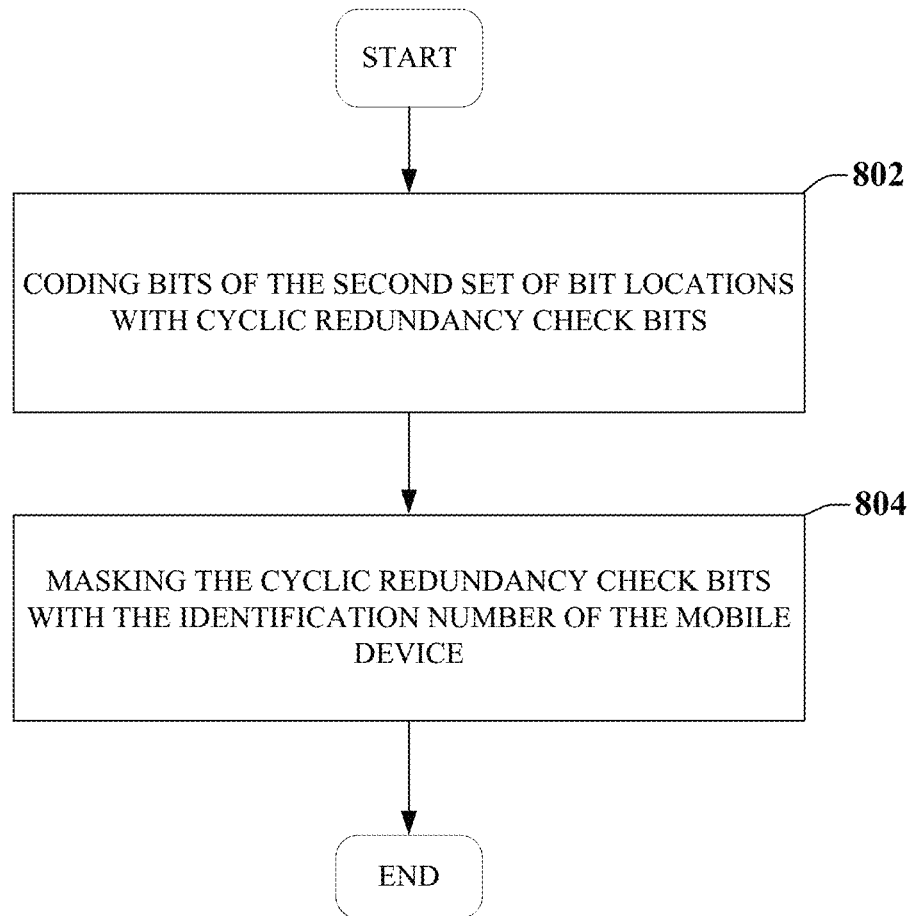 START
802
CODING BITS OF THE SECOND SET OF BIT LOCATIONS
WITH CYCLIC REDUNDANCY CHECK BITS
804
MASKING THE CYCLIC REDUNDANCY CHECK BITS
WITH THE IDENTIFICATION NUMBER OF THE MOBILE
DEVICE
END